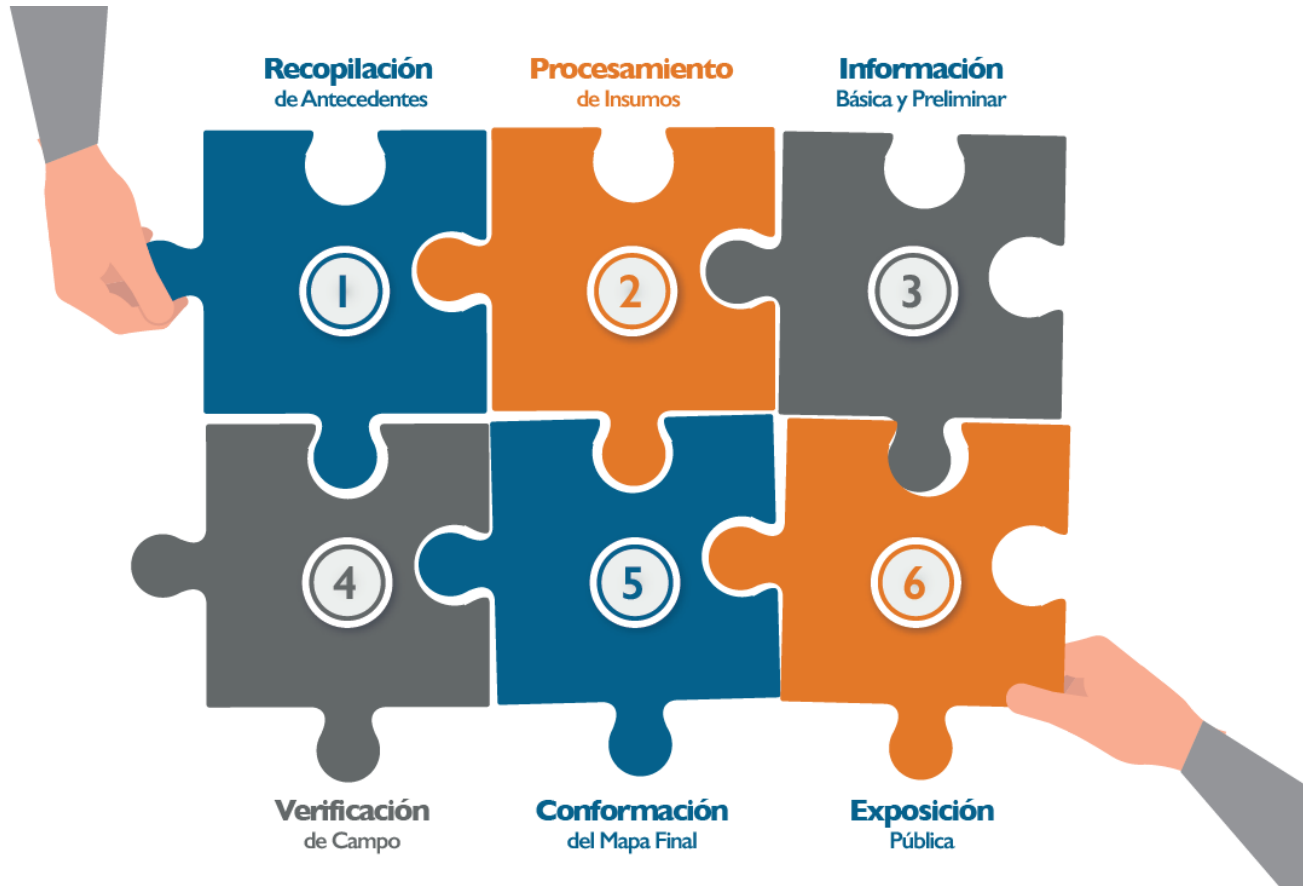 Recopilación
de Antecedentes
Procesamiento
de Insumos
Información
Básica y Preliminar
1
2
3
4
5
6
Verificación
de Campo
Conformación
del Mapa Final
Exposición
Pública